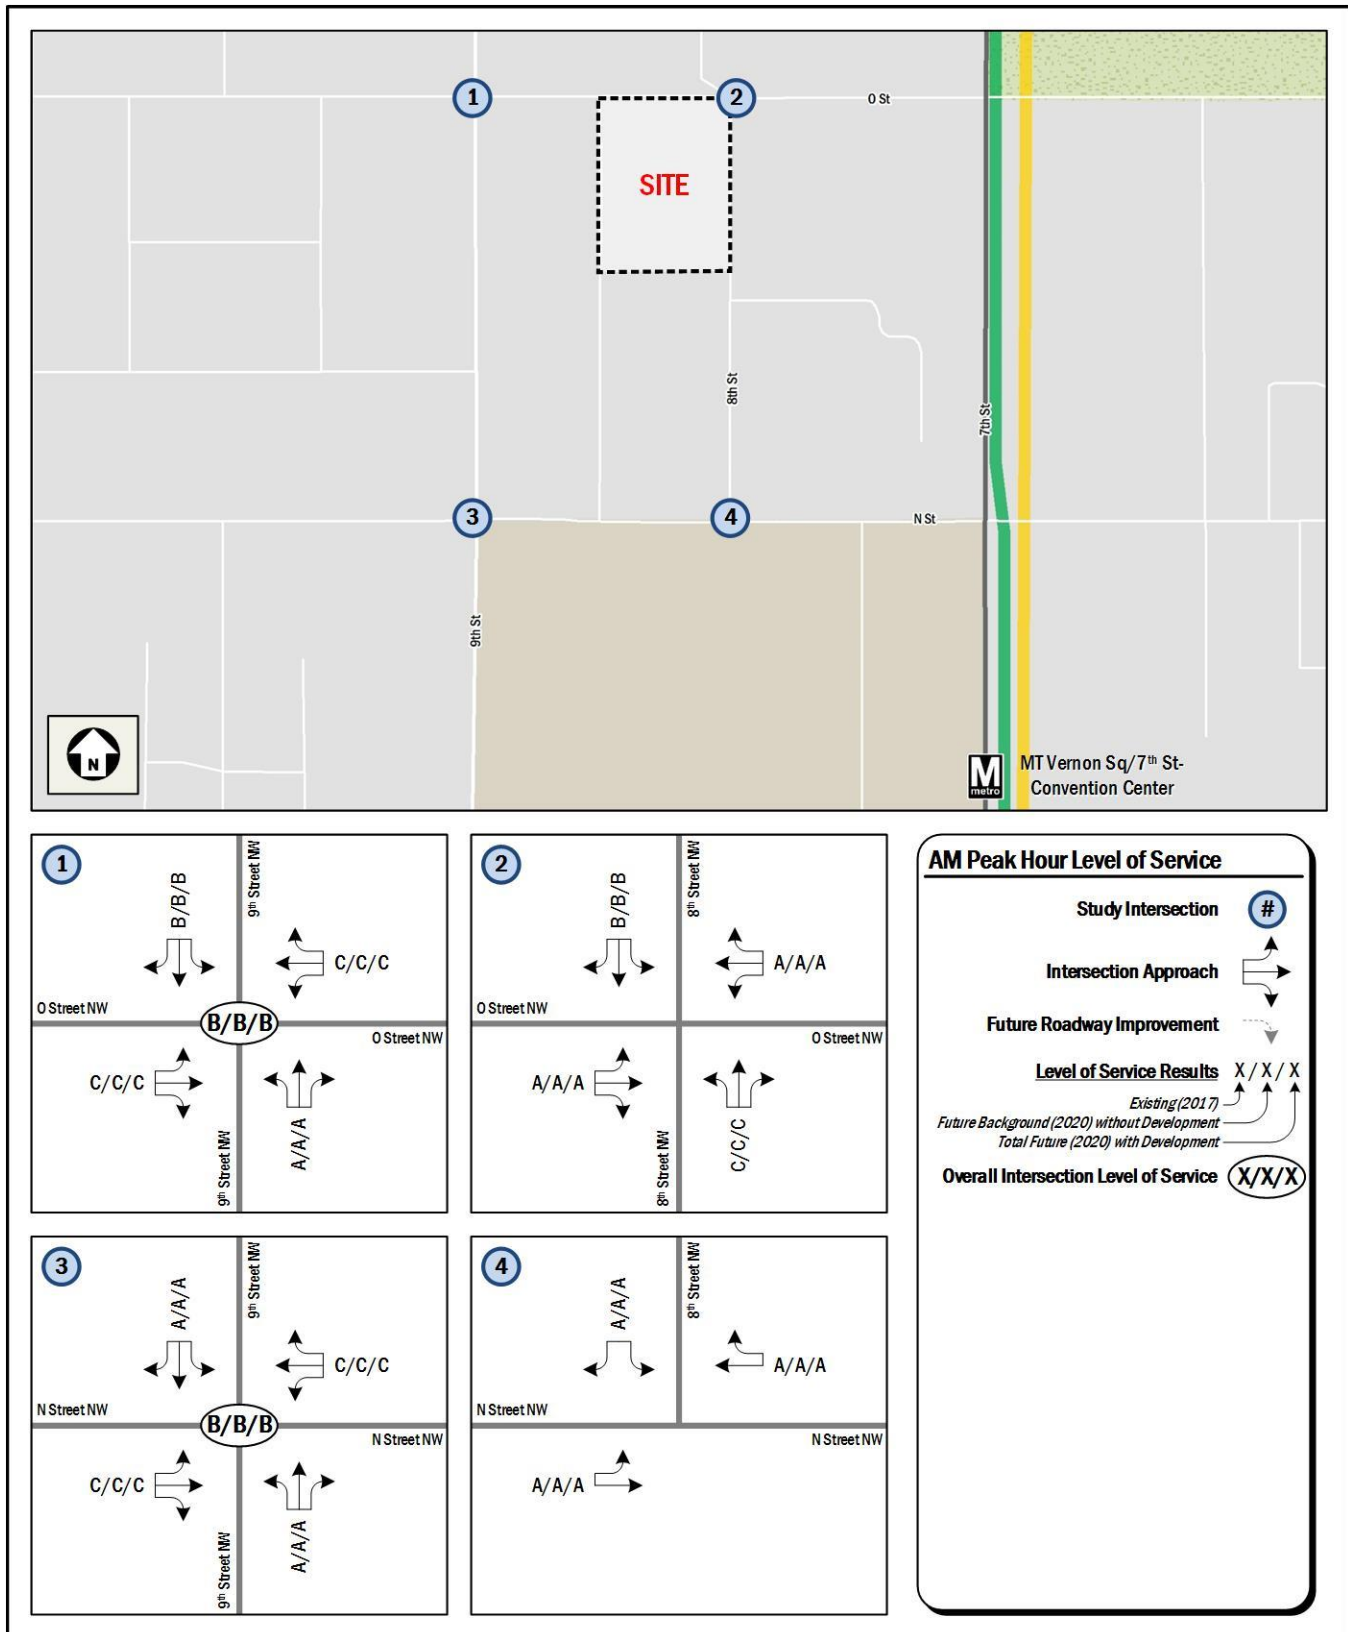 1
2
O St
SITE
8th St
7th St
3
4
N St
9th St
N
M
metro
MT Vernon Sq/7th St-
Convention Center
1
B/B/B
9th Street NW
C/C/C
O Street NW
B/B/B
O Street NW
C/C/C
A/A/A
9th Street NW
2
B/B/B
8th Street NW
A/A/A
O Street NW
O Street NW
A/A/A
C/C/C
8th Street NW
3
A/A/A
9th Street NW
C/C/C
N Street NW
B/B/B
N Street NW
C/C/C
A/A/A
9th Street NW
4
A/A/A
8th Street NW
A/A/A
N Street NW
N Street NW
A/A/A
AM Peak Hour Level of Service
Study Intersection #
Intersection Approach
Future Roadway Improvement
Level of Service Results X / X / X
Existing (2017)
Future Background (2020) without Development
Total Future (2020) with Development
Overall Intersection Level of Service X/X/X